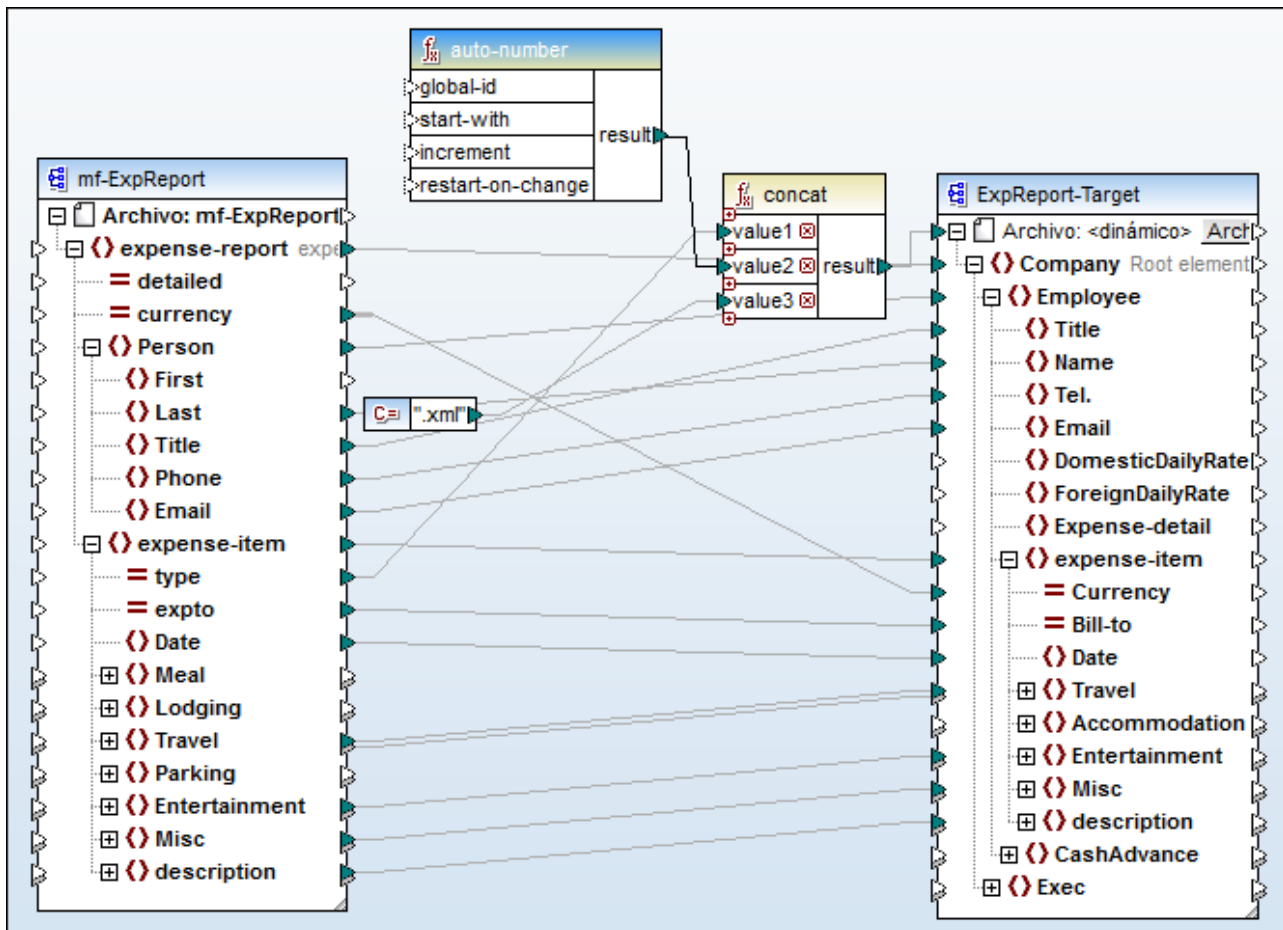 auto-number
global-id
start-with
increment
restart-on-change
result
mf-ExpReport
Archivo: mf-ExpReport
expense-report expe
detailed
currency
Person
First
Last
Title
Phone
Email
expense-item
type
expto
Date
Meal
Lodging
Travel
Parking
Entertainment
Misc
description
C= ".xml"
concat
value1
value2
value3
result
ExpReport-Target
Archivo: <dinámico> Arch
Company Root element
Employee
Title
Name
Tel.
Email
DomesticDailyRate
ForeignDailyRate
Expense-detail
expense-item
Currency
Bill-to
Date
Travel
Accommodation
Entertainment
Misc
description
CashAdvance
Exec